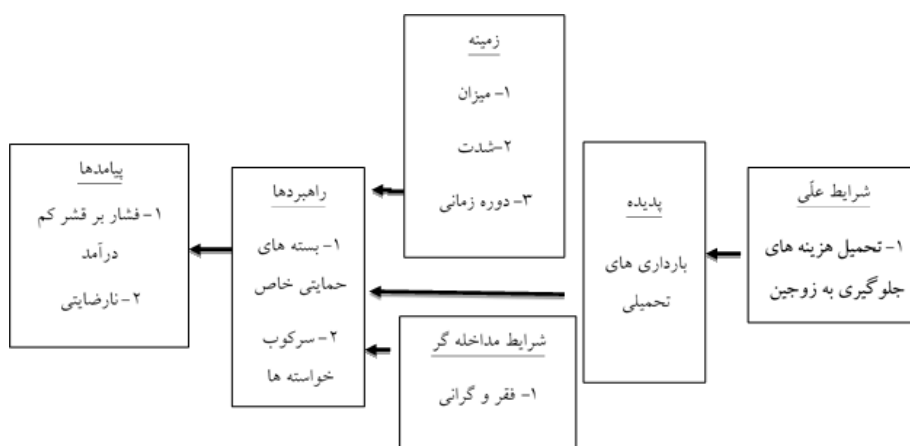 شرایط علّی
۱- تحمیل هزینه های
جلوگیری به زوجین
پدیده
بارداری های
تحمیلی
زمینه
۱- میزان
۲-شدت
۳- دوره زمانی
شرایط مداخله گر
۱- فقر و گرانی
راهبردها
۱- بسته های
حمایتی خاص
۲- سرکوب
خواسته ها
پیامدها
۱- فشار بر قشر کم
درآمد
۲- نارضایتی